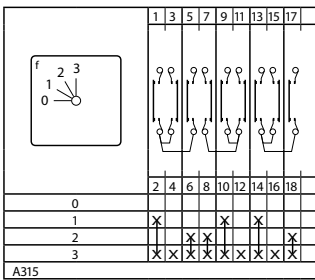 1 3 5 7 9 11 13 15 17
f
0 1 2 3
2 4 6 8 10 12 14 16 18
0
1 X X X
2 X X X
3 X X X X X X X X X
A315